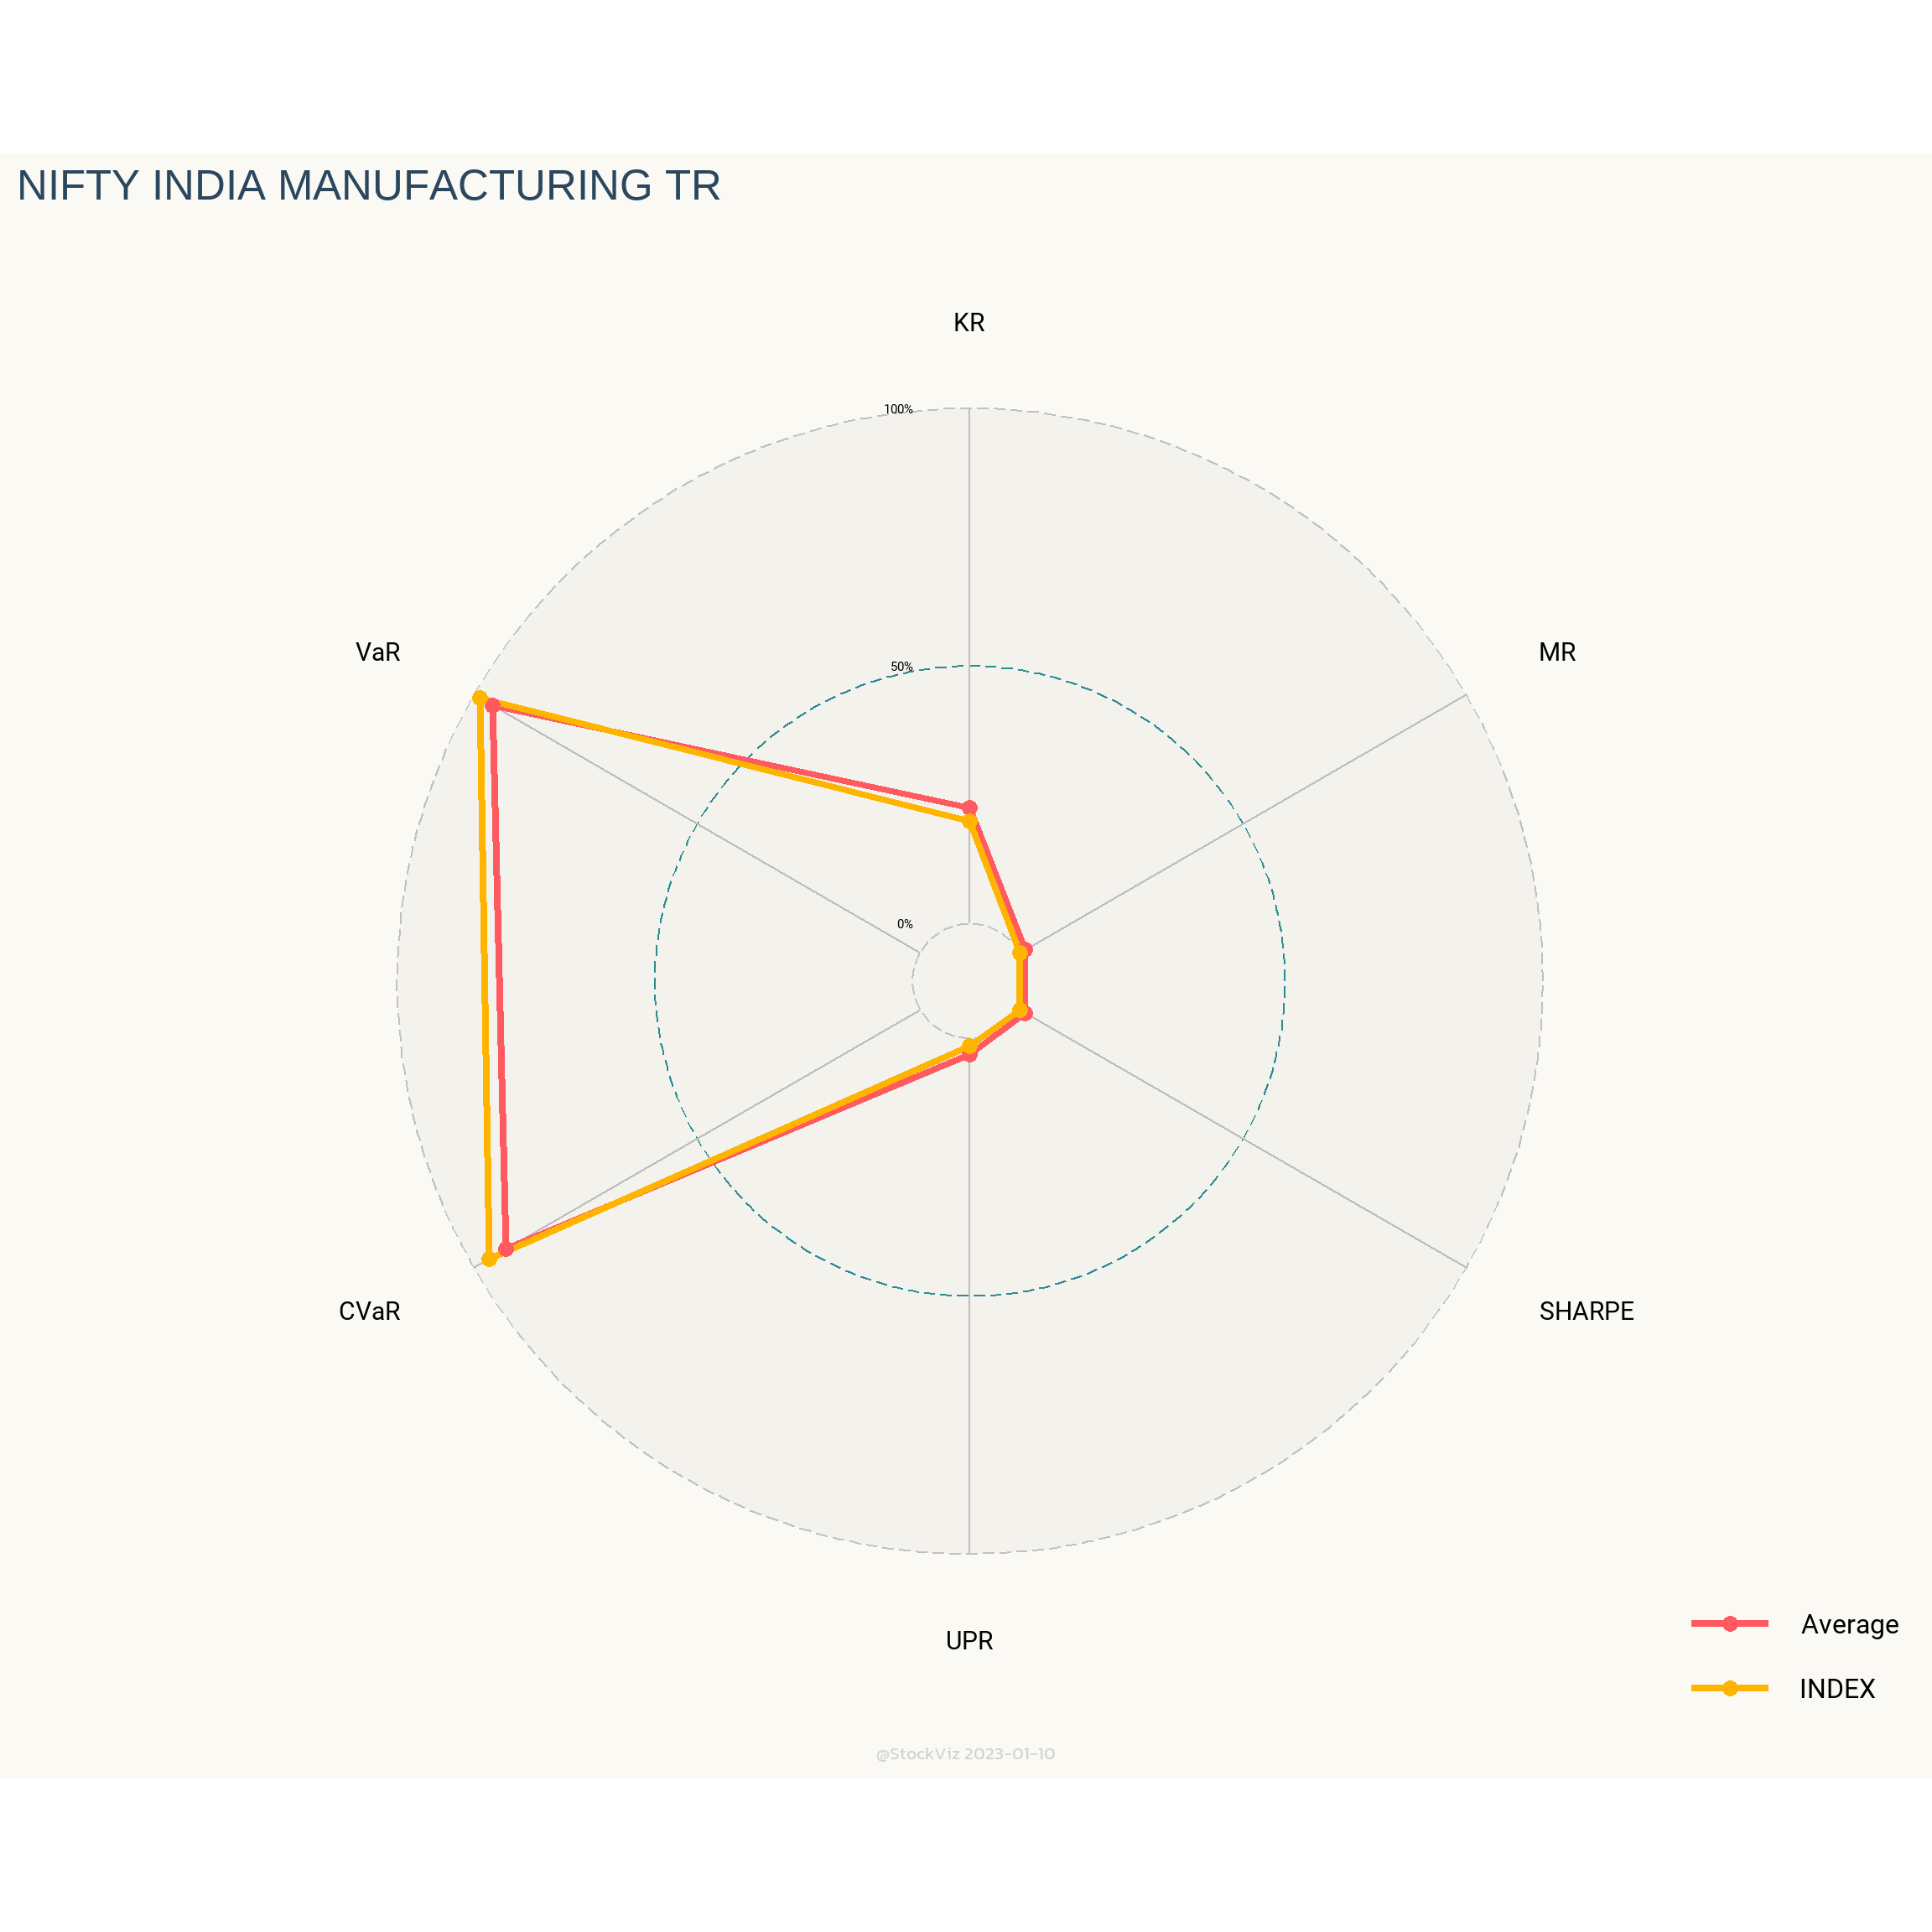 NIFTY INDIA MANUFACTURING TR
KR
100%
VaR
MR
50%
0%
CVaR
SHARPE
UPR
Average
INDEX
@StockViz 2023-01-10